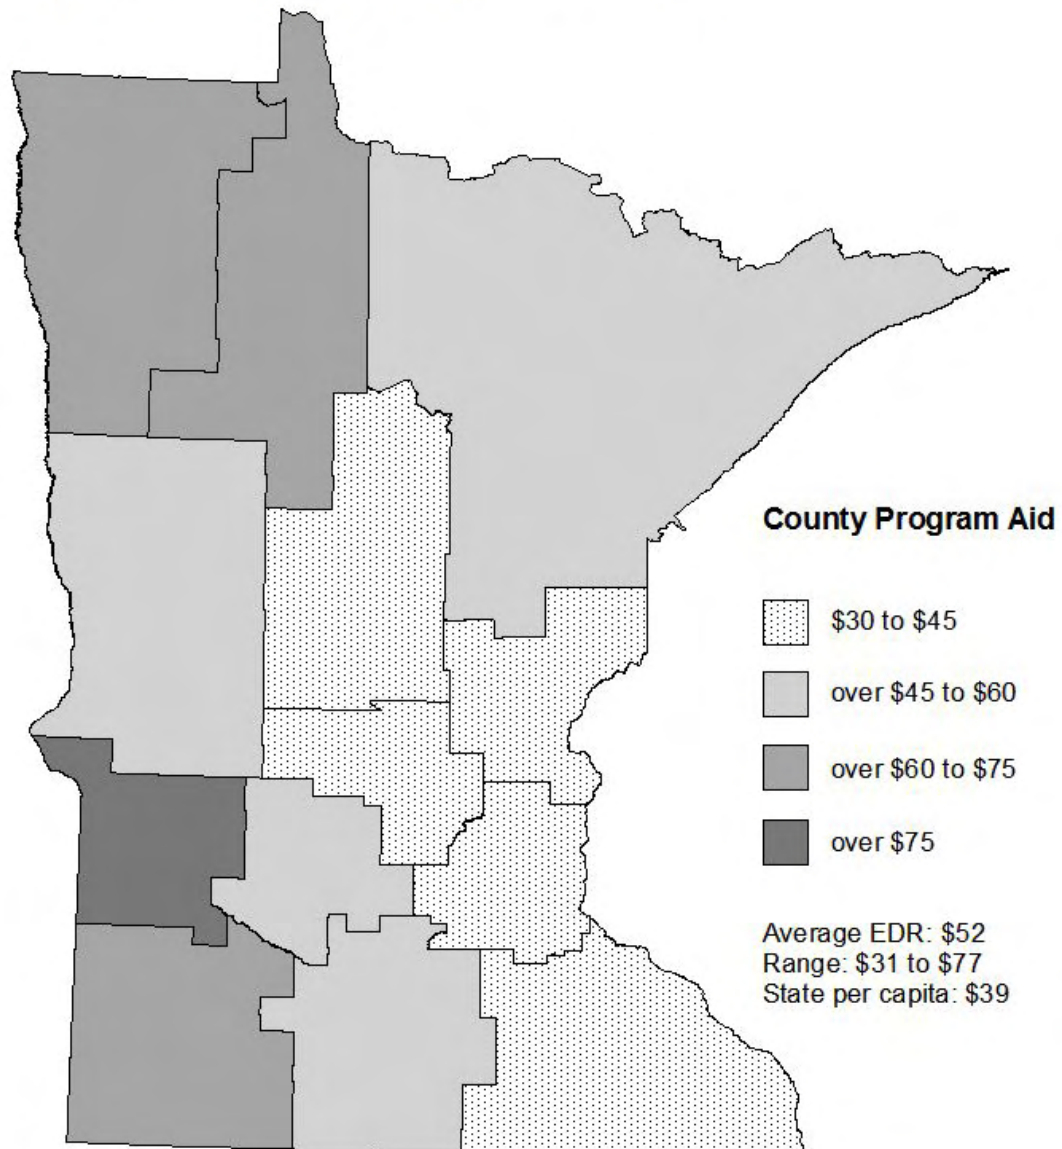 County Program Aid
$30 to $45
over $45 to $60
over $60 to $75
over $75
Average EDR: $52
Range: $31 to $77
State per capita: $39